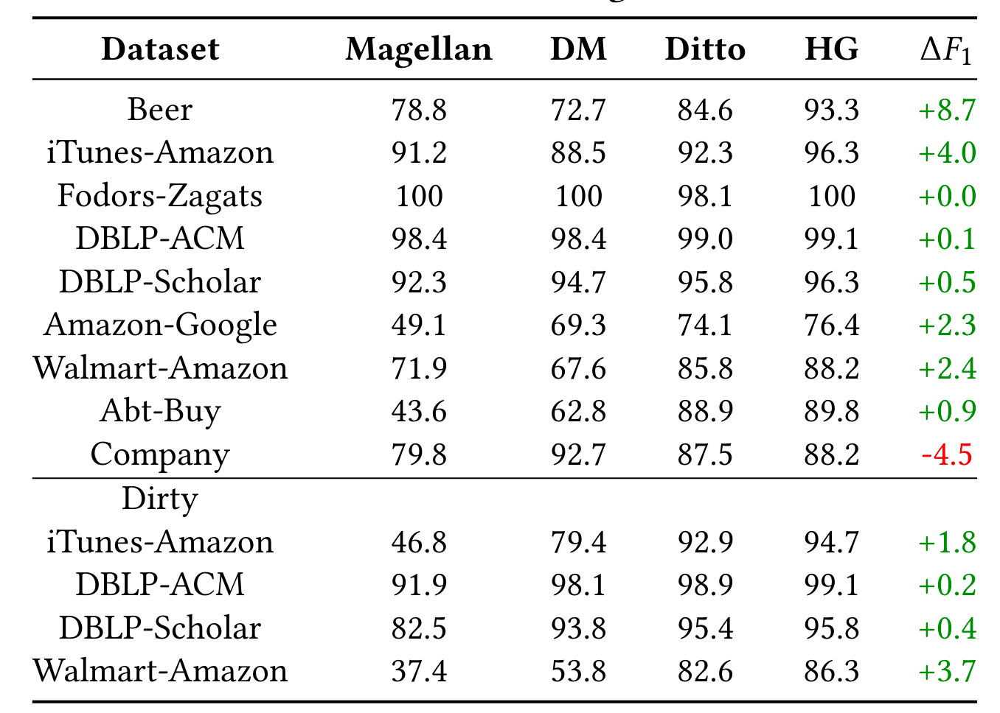 Dataset Magellan DM Ditto HG ΔF1
Beer 78.8 72.7 84.6 93.3 +8.7
iTunes-Amazon 91.2 88.5 92.3 96.3 +4.0
Fodors-Zagats 100 100 98.1 100 +0.0
DBLP-ACM 98.4 98.4 99.0 99.1 +0.1
DBLP-Scholar 92.3 94.7 95.8 96.3 +0.5
Amazon-Google 49.1 69.3 74.1 76.4 +2.3
Walmart-Amazon 71.9 67.6 85.8 88.2 +2.4
Abt-Buy 43.6 62.8 88.9 89.8 +0.9
Company 79.8 92.7 87.5 88.2 -4.5
Dirty
iTunes-Amazon 46.8 79.4 92.9 94.7 +1.8
DBLP-ACM 91.9 98.1 98.9 99.1 +0.2
DBLP-Scholar 82.5 93.8 95.4 95.8 +0.4
Walmart-Amazon 37.4 53.8 82.6 86.3 +3.7